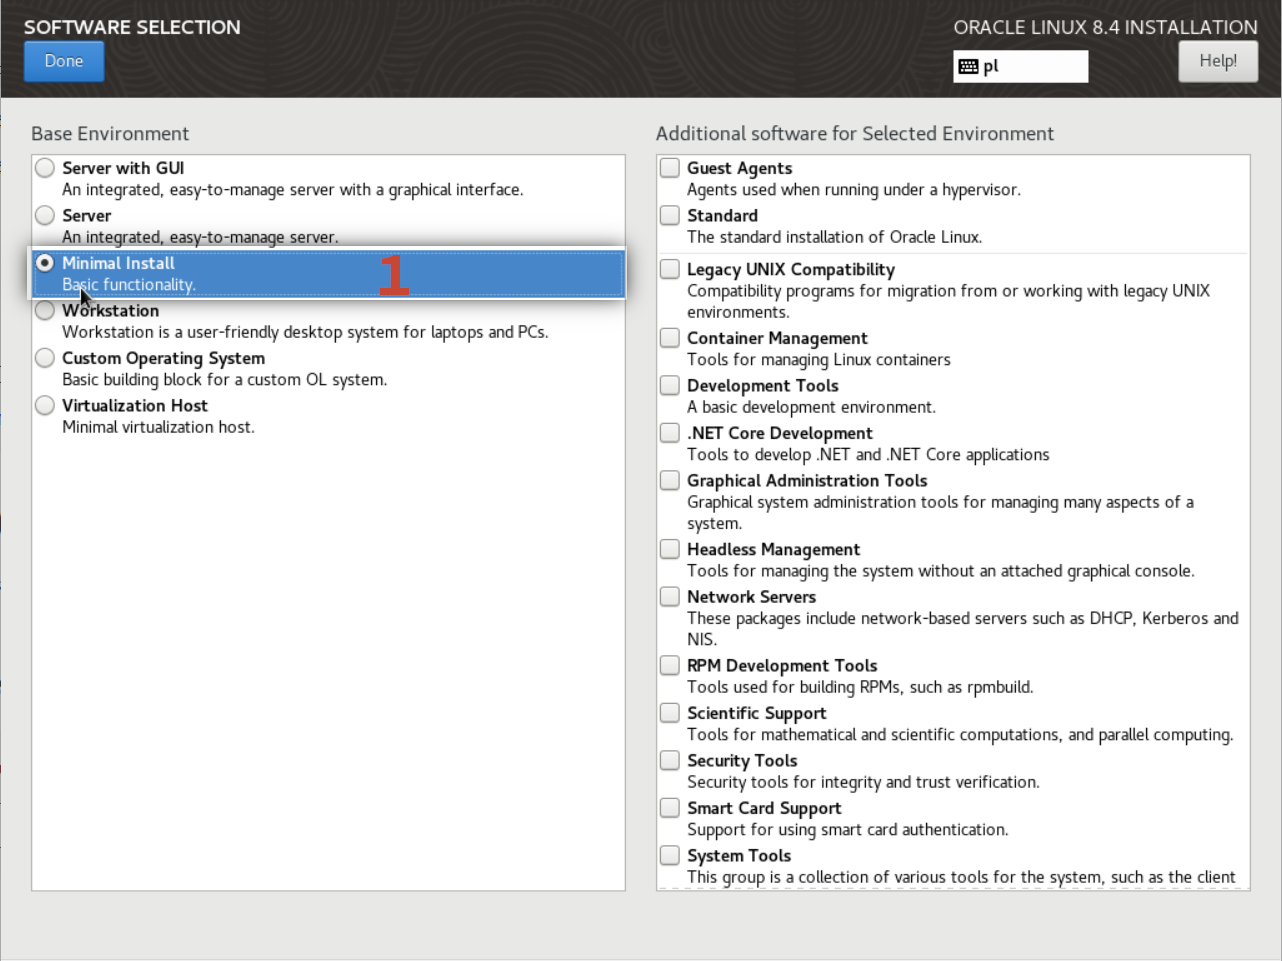 SOFTWARE SELECTION
ORACLE LINUX 8.4 INSTALLATION
Done
pl
Help!
Base Environment
Server with GUI
An integrated, easy-to-manage server with a graphical interface.
Server
An integrated, easy-to-manage server.
Minimal Install
Basic functionality.
1
Workstation
Workstation is a user-friendly desktop system for laptops and PCs.
Custom Operating System
Basic building block for a custom OL system.
Virtualization Host
Minimal virtualization host.
Additional software for Selected Environment
Guest Agents
Agents used when running under a hypervisor.
Standard
The standard installation of Oracle Linux.
Legacy UNIX Compatibility
Compatibility programs for migration from or working with legacy UNIX
environments.
Container Management
Tools for managing Linux containers
Development Tools
A basic development environment.
.NET Core Development
Tools to develop .NET and .NET Core applications
Graphical Administration Tools
Graphical system administration tools for managing many aspects of a
system.
Headless Management
Tools for managing the system without an attached graphical console.
Network Servers
These packages include network-based servers such as DHCP, Kerberos and
NIS.
RPM Development Tools
Tools used for building RPMs, such as rpmbuild.
Scientific Support
Tools for mathematical and scientific computations, and parallel computing.
Security Tools
Security tools for integrity and trust verification.
Smart Card Support
Support for using smart card authentication.
System Tools
This group is a collection of various tools for the system, such as the client